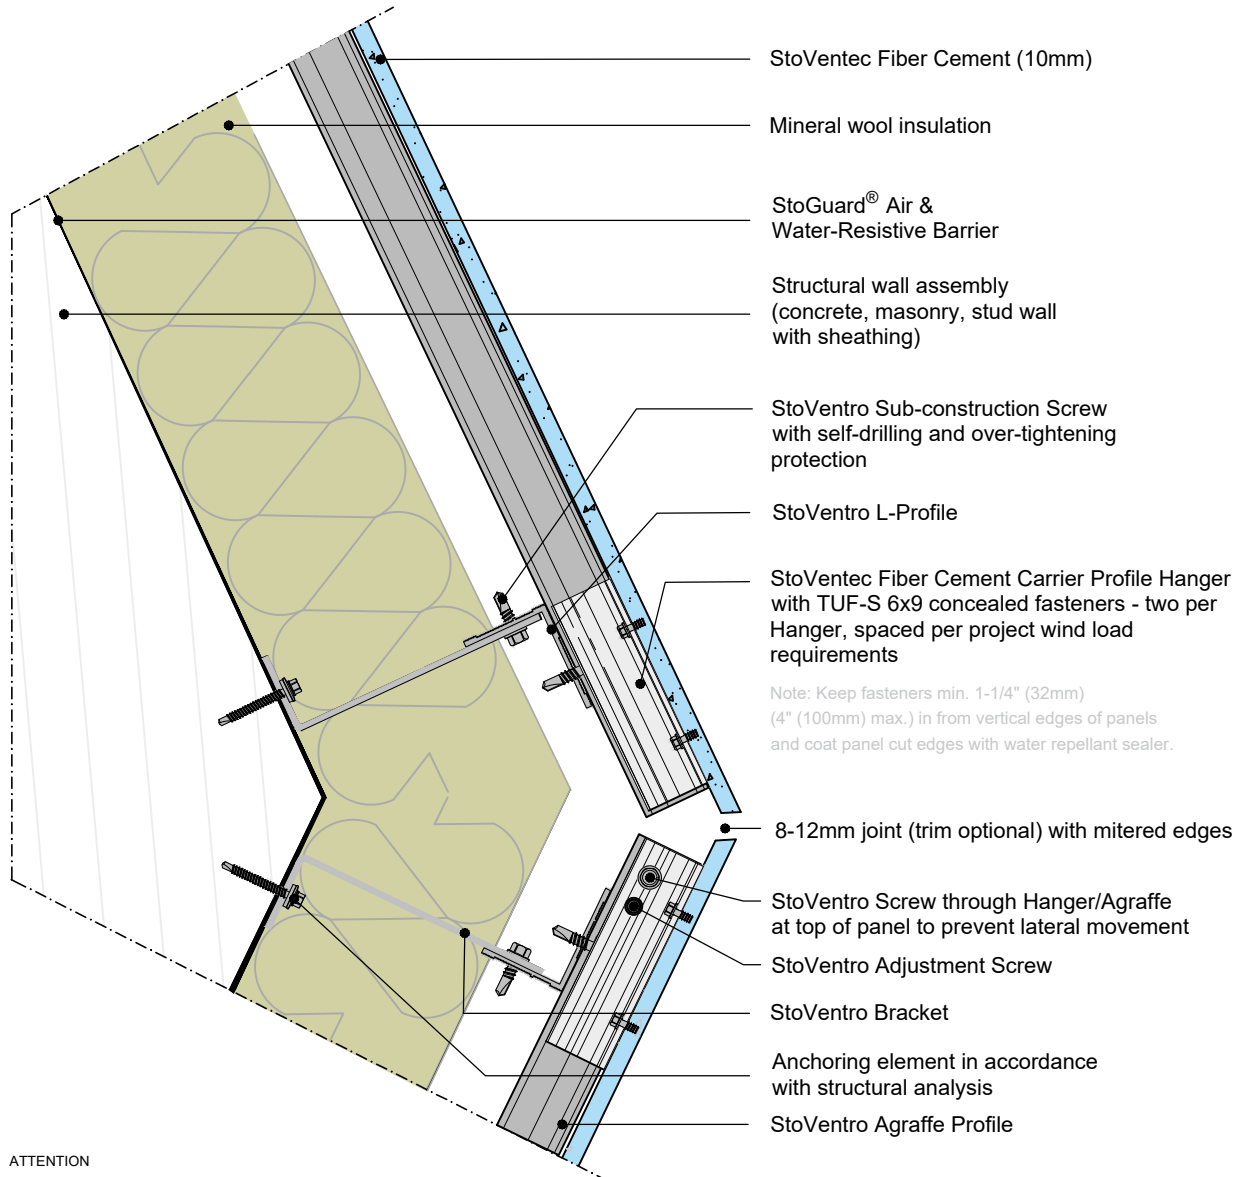 StoVentec Fiber Cement (10mm)
Mineral wool insulation
StoGuard® Air &
Water-Resistive Barrier
Structural wall assembly
(concrete, masonry, stud wall
with sheathing)
StoVentro Sub-construction Screw
with self-drilling and over-tightening
protection
StoVentro L-Profile
StoVentec Fiber Cement Carrier Profile Hanger
with TUF-S 6x9 concealed fasteners - two per
Hanger, spaced per project wind load
requirements
Note: Keep fasteners min. 1-1/4" (32mm)
(4" (100mm) max.) in from vertical edges of panels
and coat panel cut edges with water repellant sealer.
8-12mm joint (trim optional) with mitered edges
StoVentro Screw through Hanger/Agraffe
at top of panel to prevent lateral movement
StoVentro Adjustment Screw
StoVentro Bracket
Anchoring element in accordance
with structural analysis
StoVentro Agraffe Profile
ATTENTION